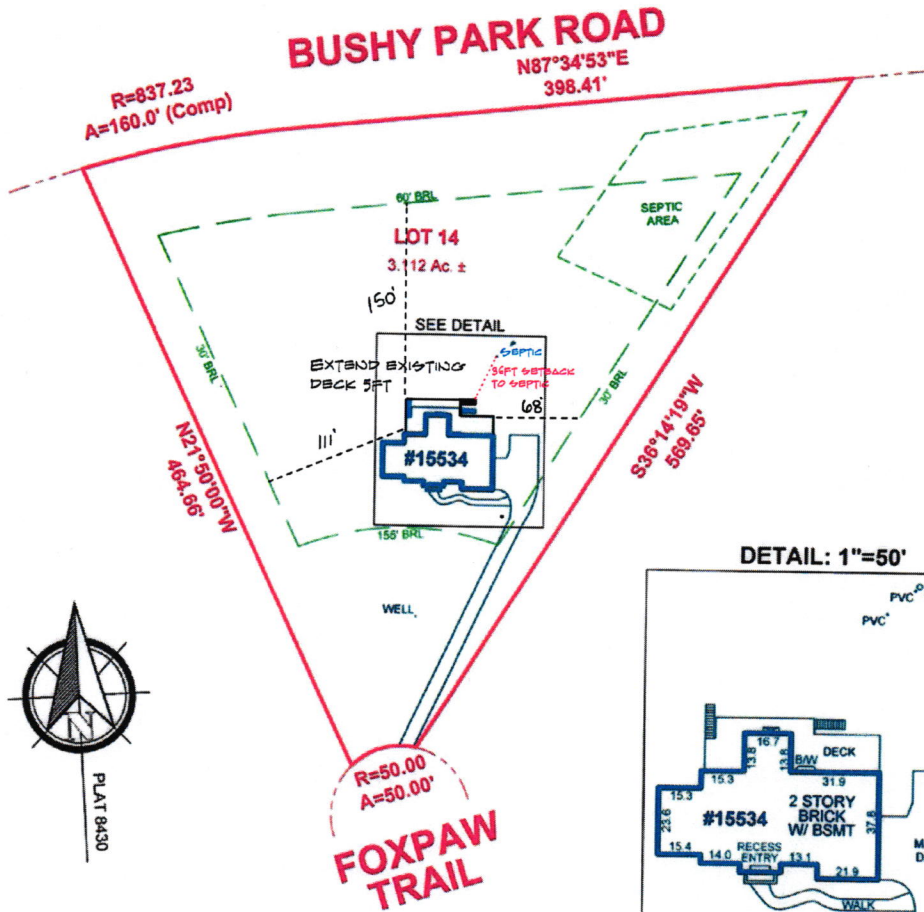 BUSHY PARK ROAD
R=837.23
A=160.0' (Comp)
N87°34'53"E
398.41'
60' BRL
SEPTIC
AREA
LOT 14
3.112 Ac. ±
150'
SEE DETAIL
SEPTIC
EXTEND EXISTING
DECK 5FT
SETBACK
TO SEPTIC
30' BRL
30' BRL
68'
111'
#15534
N21°50'00"W
464.66'
S36°14'19"W
569.65'
155' BRL
WELL
N
PLAT 8430
R=50.00
A=50.00'
FOXPAW
TRAIL
DETAIL: 1"=50'
PVC
PVC
16.7
13.8
13.8
DECK
B/W
15.3
31.9
15.3
23.6
#15534
2 STORY
BRICK
W/ BSMT
37.8
15.4
14.0
RECESS
ENTRY
13.1
21.9
WALK
M
D